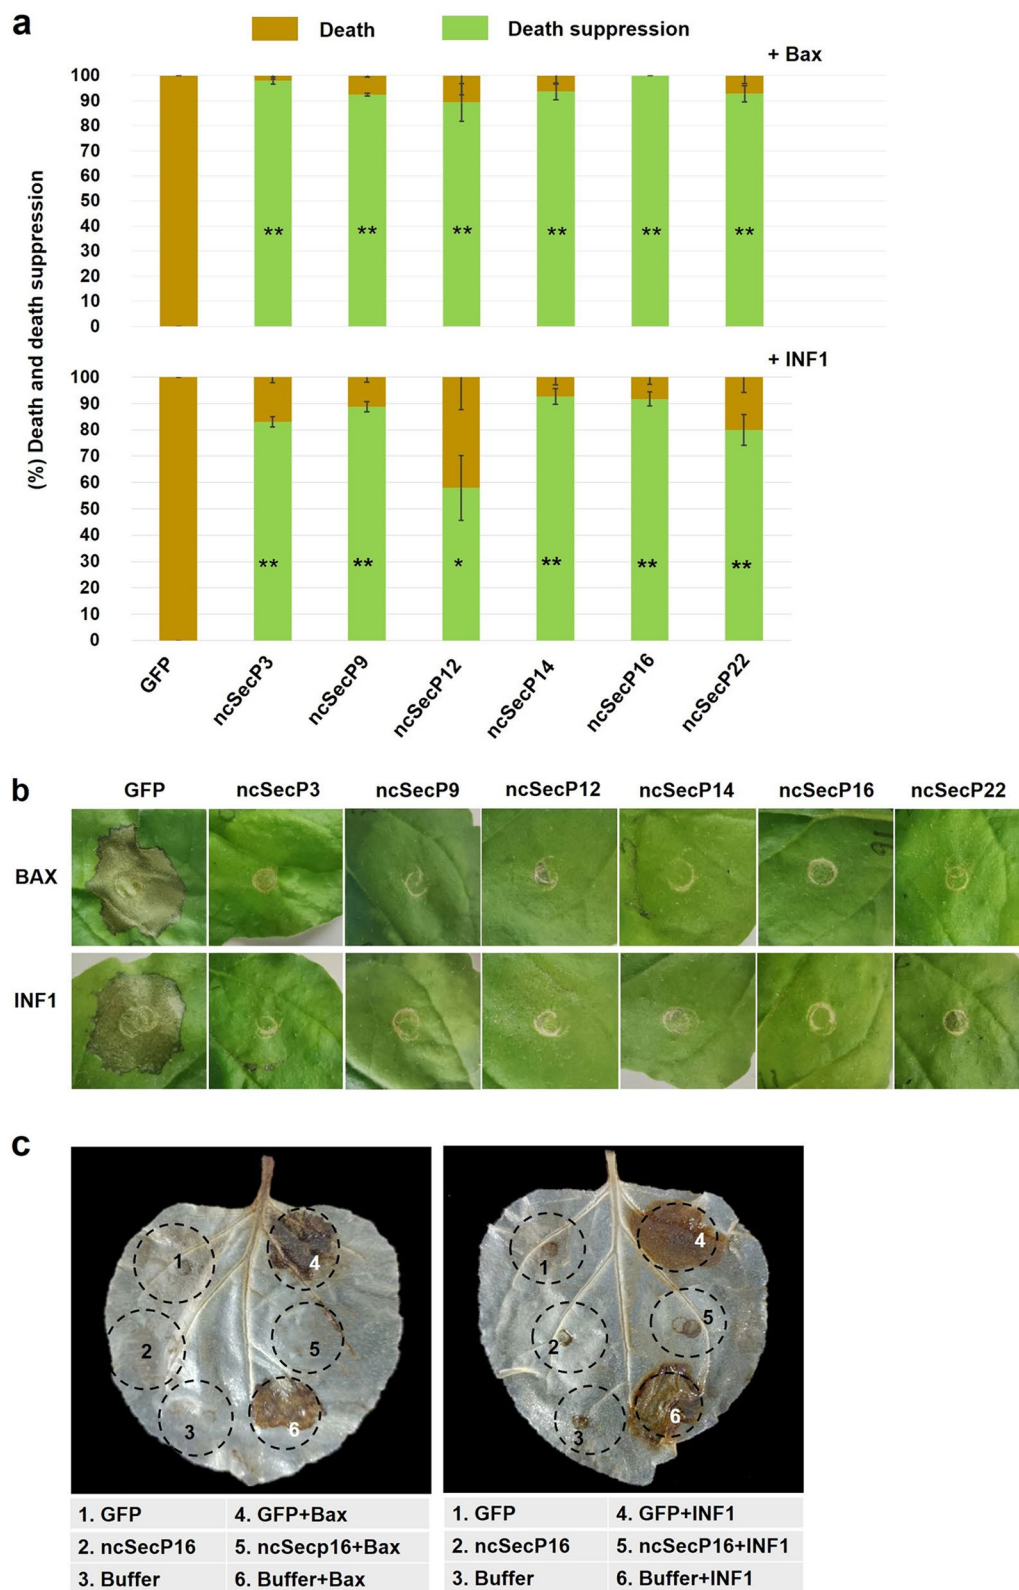 a
Death
Death suppression
+ Bax
(%) Death and death suppression
100
90
80
70
60
50
40
30
20
10
0
** ** ** ** ** **
+ INF1
100
90
80
70
60
50
40
30
20
10
0
** ** * ** ** **
GFP ncSecP3 ncSecP9 ncSecP12 ncSecP14 ncSecP16 ncSecP22
b
GFP ncSecP3 ncSecP9 ncSecP12 ncSecP14 ncSecP16 ncSecP22
BAX
INF1
c
1 4
2 5
3 6
1 4
2 5
3 6
1. GFP 4. GFP+Bax
2. ncSecP16 5. ncSecp16+Bax
3. Buffer 6. Buffer+Bax
1. GFP 4. GFP+INF1
2. ncSecP16 5. ncSecP16+INF1
3. Buffer 6. Buffer+INF1